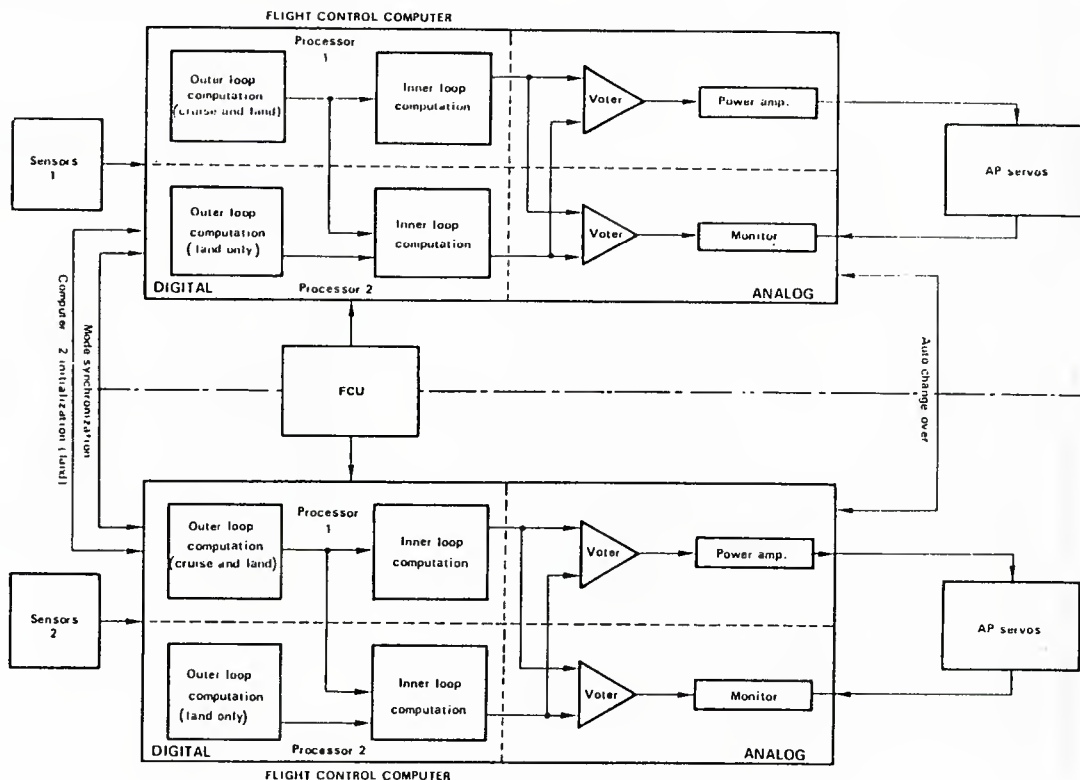 FLIGHT CONTROL COMPUTER
Processor
1
Outer loop
computation
(cruise and land)
Inner loop
computation
Voter
Power amp.
Sensors
1
AP servos
Outer loop
computation
(land only)
Inner loop
computation
Voter
Monitor
DIGITAL
Processor 2
ANALOG
Computer 2 initialization (land)
Mode synchronization
FCU
Auto change over
Outer loop
computation
(cruise and land)
Processor
1
Inner loop
computation
Voter
Power amp.
Sensors
2
AP servos
Outer loop
computation
(land only)
Inner loop
computation
Voter
Monitor
DIGITAL
Processor 2
ANALOG
FLIGHT CONTROL COMPUTER